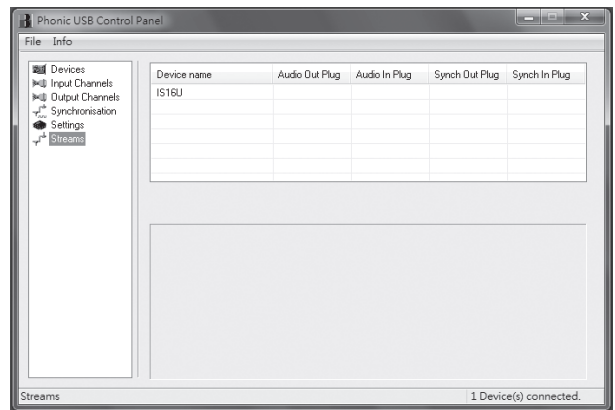 Phonic USB Control Panel
File Info
Devices
Input Channels
Output Channels
Synchronisation
Settings
Streams
Device name Audio Out Plug Audio In Plug Synch Out Plug Synch In Plug
IS16U
Streams 1 Device(s) connected.